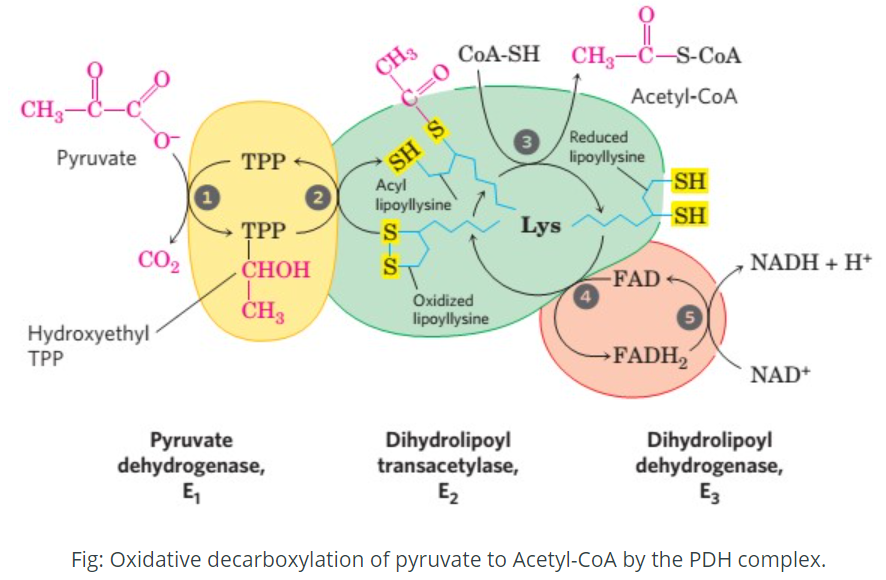 O
CH₃—C—S-CoA
Acetyl-CoA
CoA-SH
CH₃
O
C
S
SH
O O
CH₃—C—C
O⁻
Pyruvate
TPP
1
2
3
Reduced
lipoyllysine
SH
SH
Acyl
lipoyllysine
Lys
S
S
TPP
CHOH
CH₃
CO₂
Oxidized
lipoyllysine
Hydroxyethyl
TPP
FAD
4
5
FADH₂
NADH + H⁺
NAD⁺
Pyruvate
dehydrogenase,
E₁
Dihydrolipoyl
transacetylase,
E₂
Dihydrolipoyl
dehydrogenase,
E₃
Fig: Oxidative decarboxylation of pyruvate to Acetyl-CoA by the PDH complex.